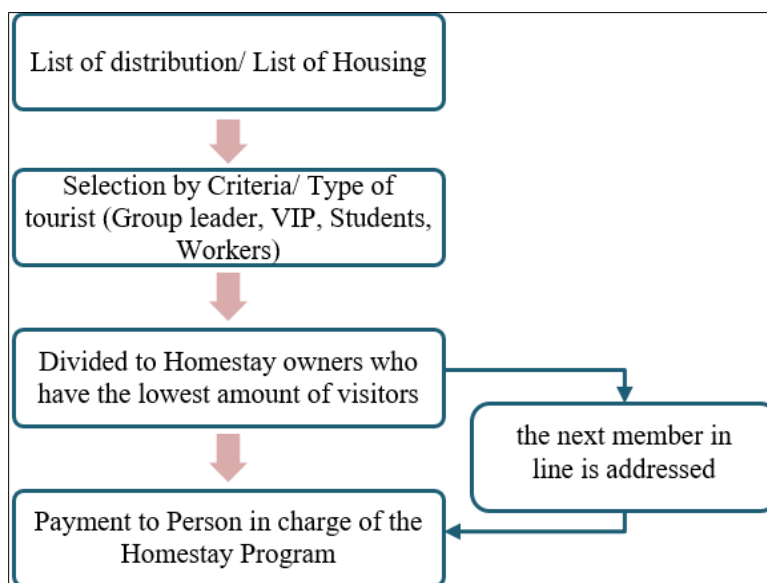 List of distribution/ List of Housing
Selection by Criteria/ Type of
tourist (Group leader, VIP, Students,
Workers)
Divided to Homestay owners who
have the lowest amount of visitors
the next member in
line is addressed
Payment to Person in charge of the
Homestay Program